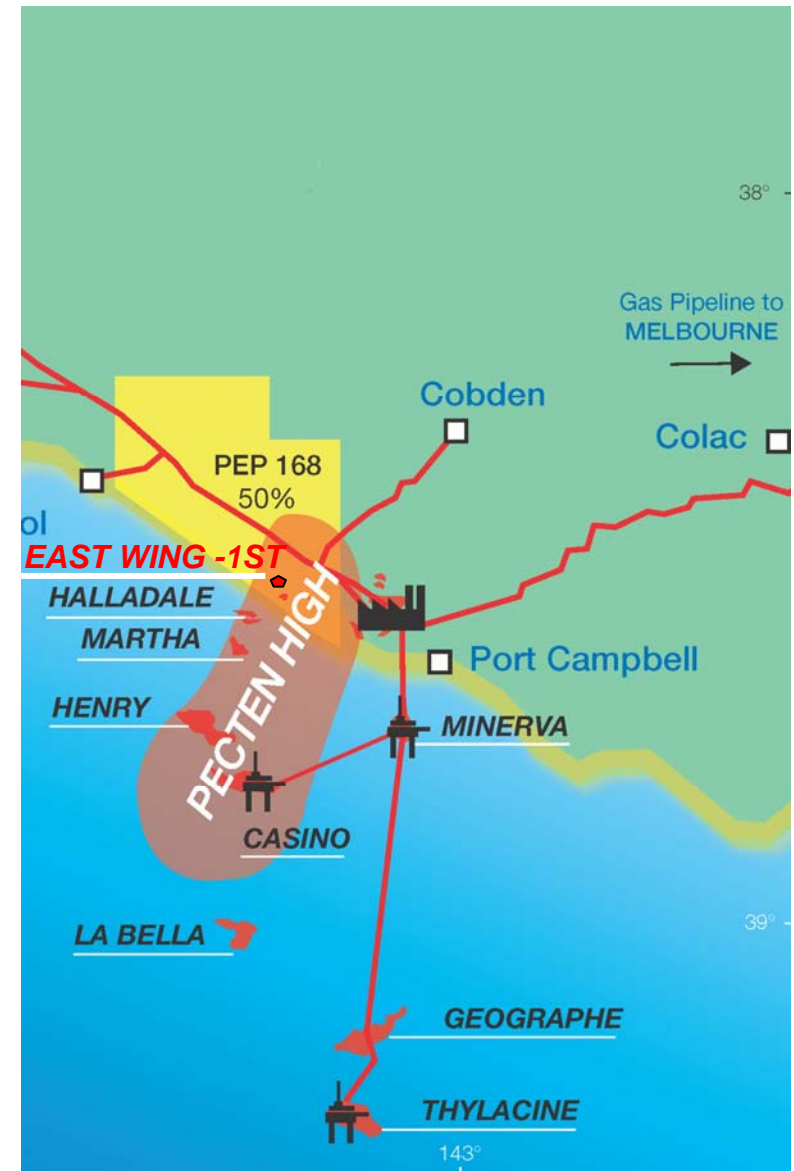 38°
Gas Pipeline to
MELBOURNE
Cobden
Colac
PEP 168
50%
ol
EAST WING -1ST
HALLADALE
MARTHA
PECTEN HIGH
Port Campbell
HENRY
MINERVA
CASINO
39°
LA BELLA
GEOGRAPHE
THYLACINE
143°